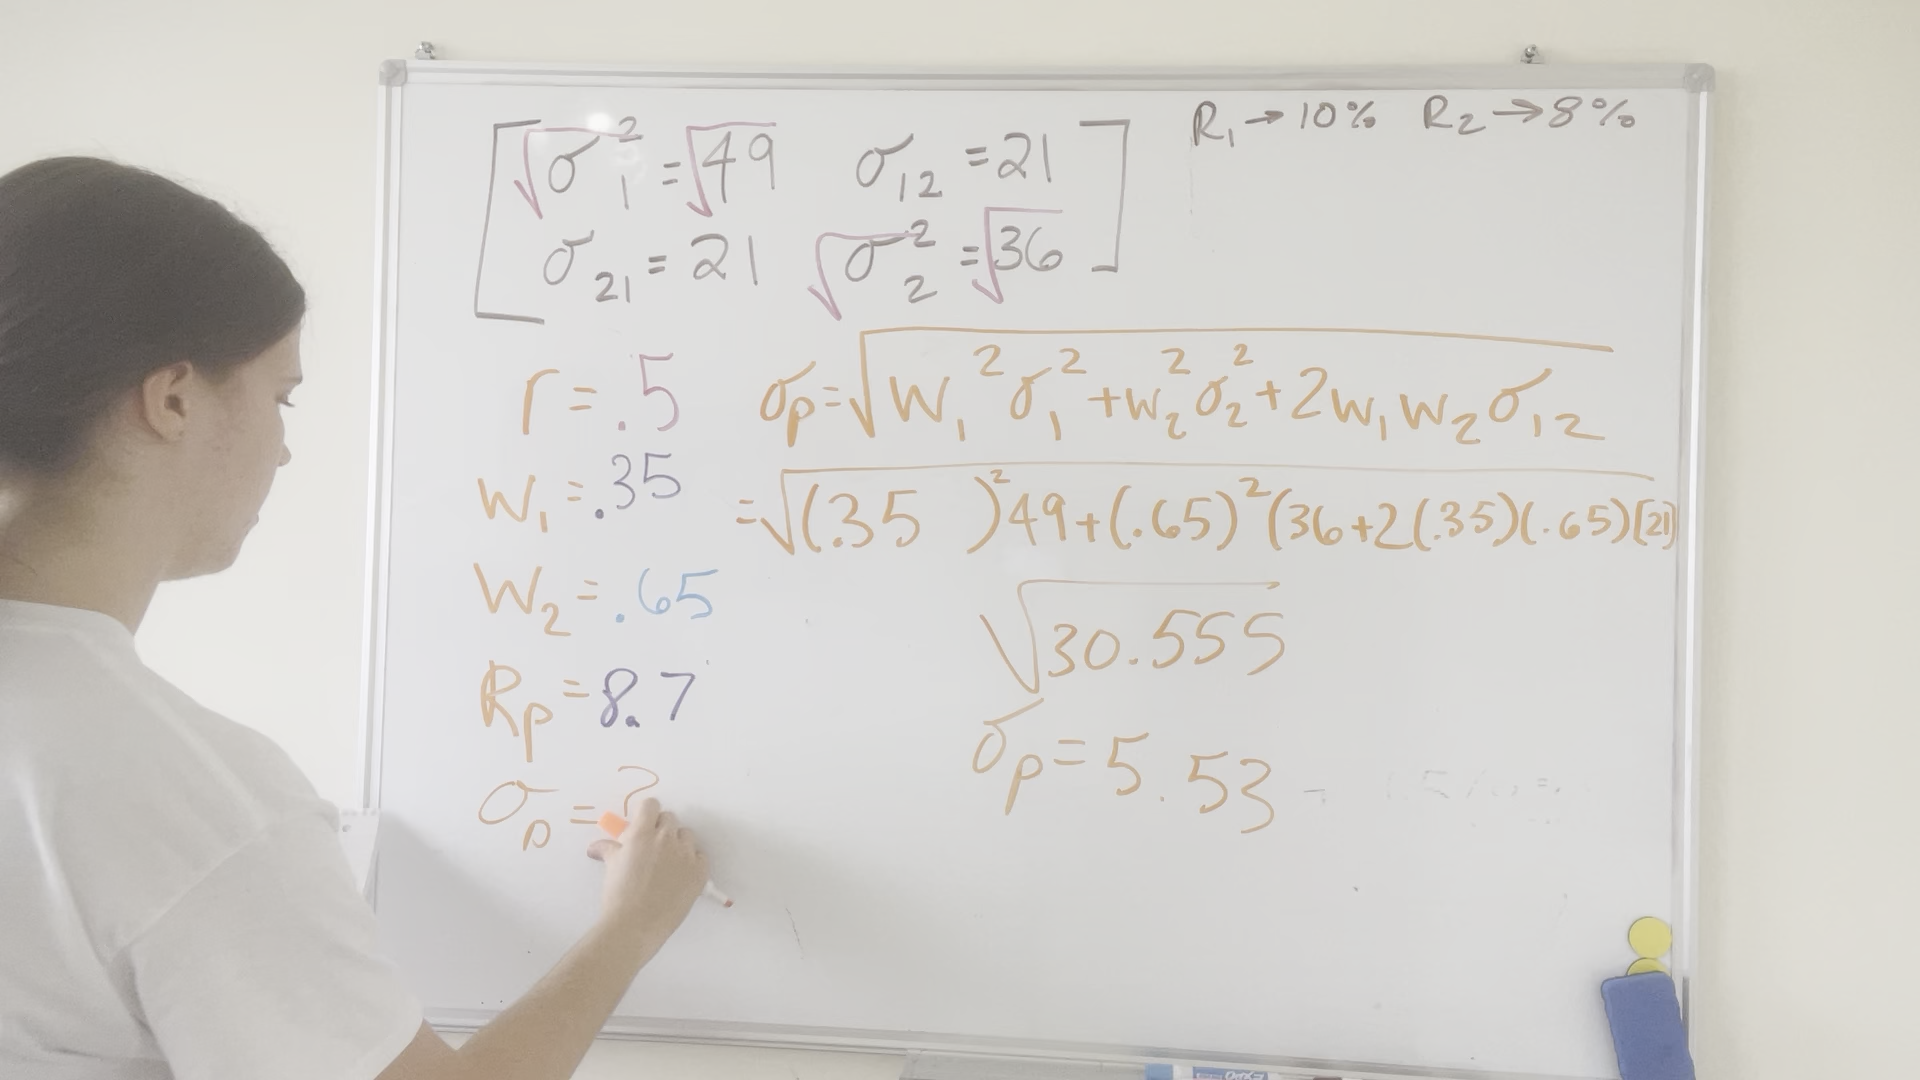 R₁ → 10% R₂ → 8%
[ √σ₁² = √49 σ₁₂ = 21
σ₂₁ = 21 √σ₂² = √36 ]
r = .5
σp = √W₁²σ₁² + w₂²σ₂² + 2w₁w₂σ₁₂
W₁ = .35
= √(.35 )²49 + (.65)²(36 + 2(.35)(.65)[21]
W₂ = .65
√30.555
Rp = 8.7
σp = 5.53
σp = ?
EXPO